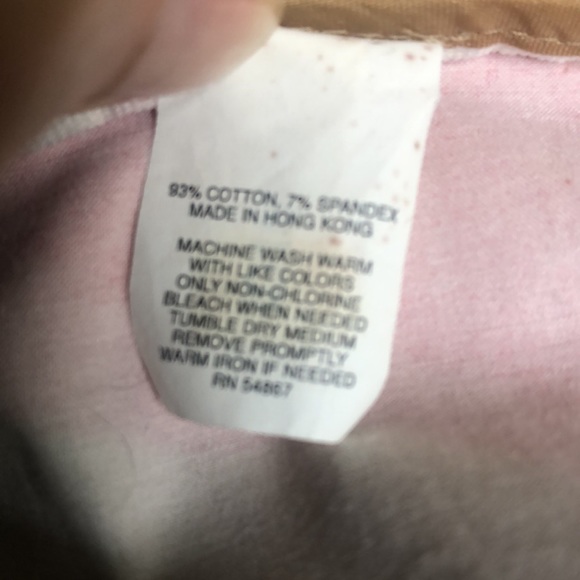 93% COTTON, 7% SPANDEX
MADE IN HONG KONG
MACHINE WASH WARM
WITH LIKE COLORS
ONLY NON-CHLORINE
BLEACH WHEN NEEDED
TUMBLE DRY MEDIUM
REMOVE PROMPTLY
WARM IRON IF NEEDED
RN 54867